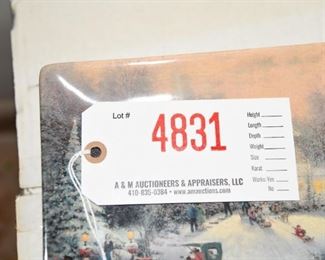 Lot #
4831
Height
Length
Depth
Weight
Size
Karat
Works: Yes
No
A & M AUCTIONEERS & APPRAISERS, LLC
410-835-0384 • www.amauctions.com